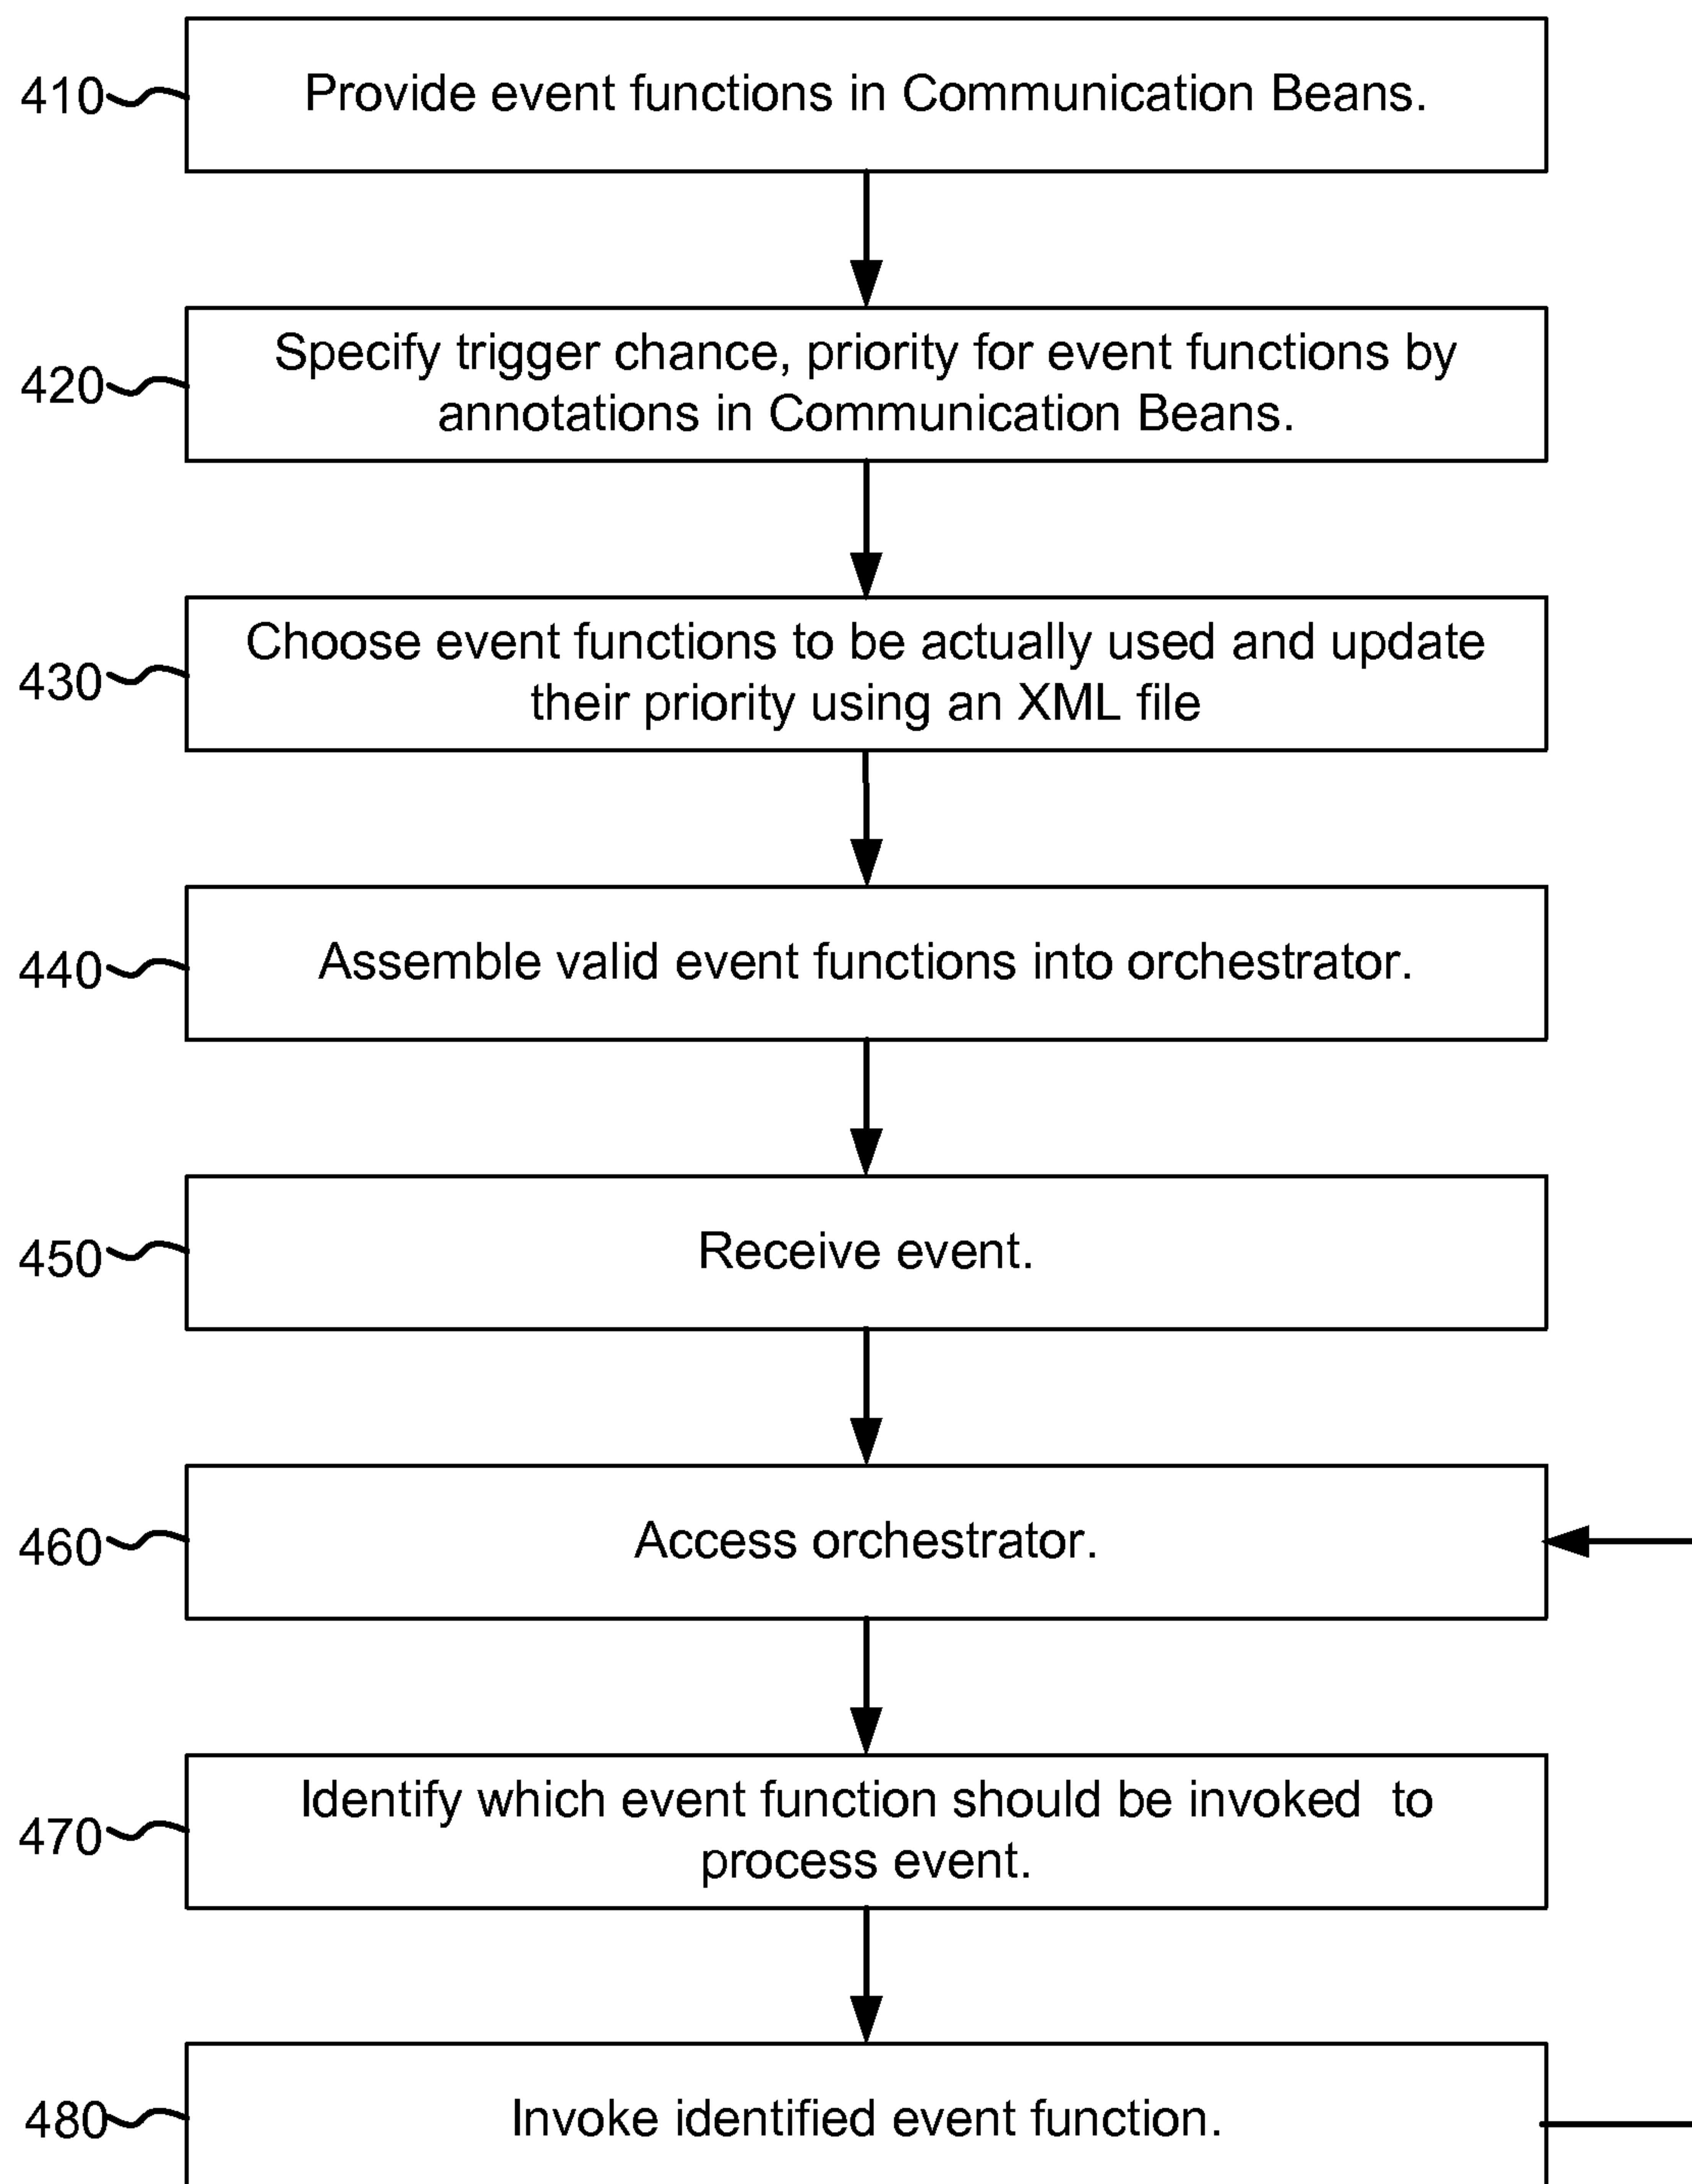 410
Provide event functions in Communication Beans.
420
Specify trigger chance, priority for event functions by
annotations in Communication Beans.
430
Choose event functions to be actually used and update
their priority using an XML file
440
Assemble valid event functions into orchestrator.
450
Receive event.
460
Access orchestrator.
470
Identify which event function should be invoked  to
process event.
480
Invoke identified event function.